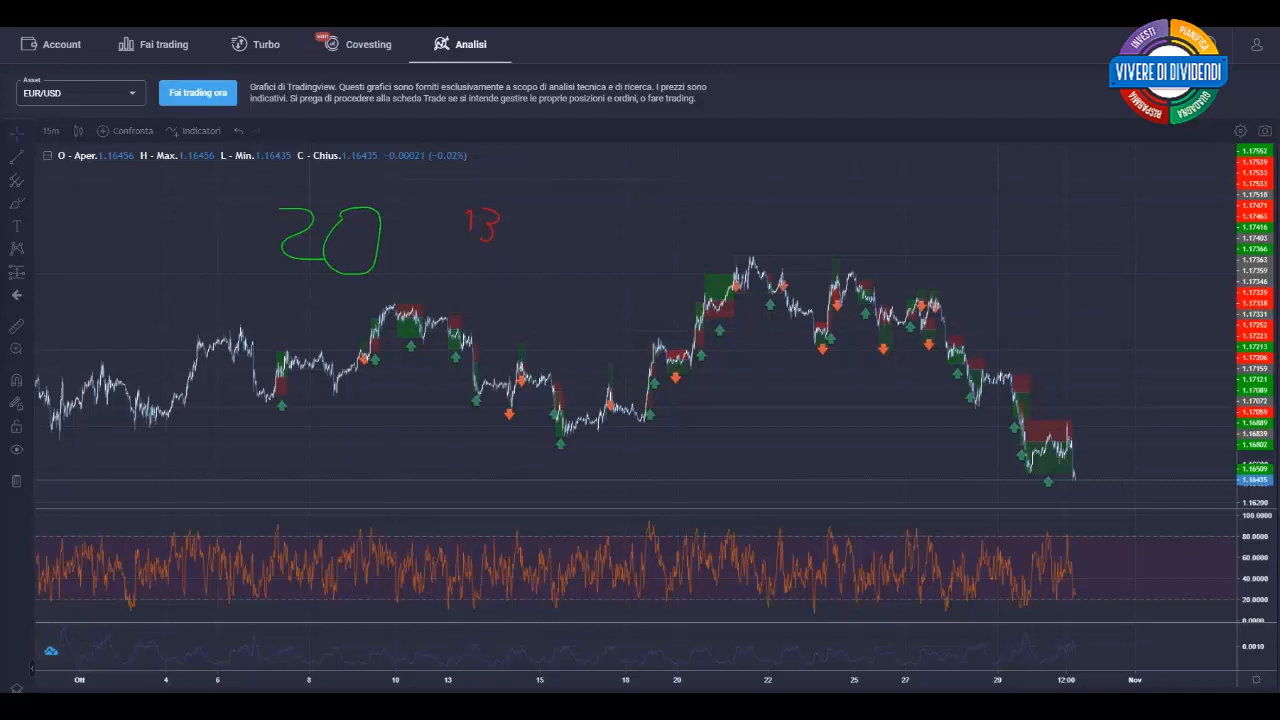 Account
Fai trading
Turbo
HOT
Covesting
Analisi
INVESTI
PIANIFICA
VIVERE DI DIVIDENDI
RISPARMIA
GUADAGNA
Asset
EUR/USD
Fai trading ora
Grafici di Tradingview. Questi grafici sono forniti esclusivamente a scopo di analisi tecnica e di ricerca. I prezzi sono
indicativi. Si prega di procedere alla scheda Trade se si intende gestire le proprie posizioni e ordini, o fare trading.
15m
Confronta
Indicatori
O - Aper.1.16456 H - Max.1.16456 L - Min.1.16435 C - Chius.1.16435 -0.00021 (-0.02%)
20
13
1.17552
1.17539
1.17533
1.17533
1.17518
1.17471
1.17463
1.17416
1.17403
1.17366
1.17363
1.17359
1.17346
1.17339
1.17338
1.17331
1.17252
1.17223
1.17213
1.17206
1.17159
1.17121
1.17089
1.17072
1.17059
1.16889
1.16839
1.16802
1.16509
1.16435
1.16200
100.0000
80.0000
60.0000
40.0000
20.0000
0.0000
0.0010
Ott 4 6 8 10 13 15 18 20 22 25 27 29 12:00 Nov